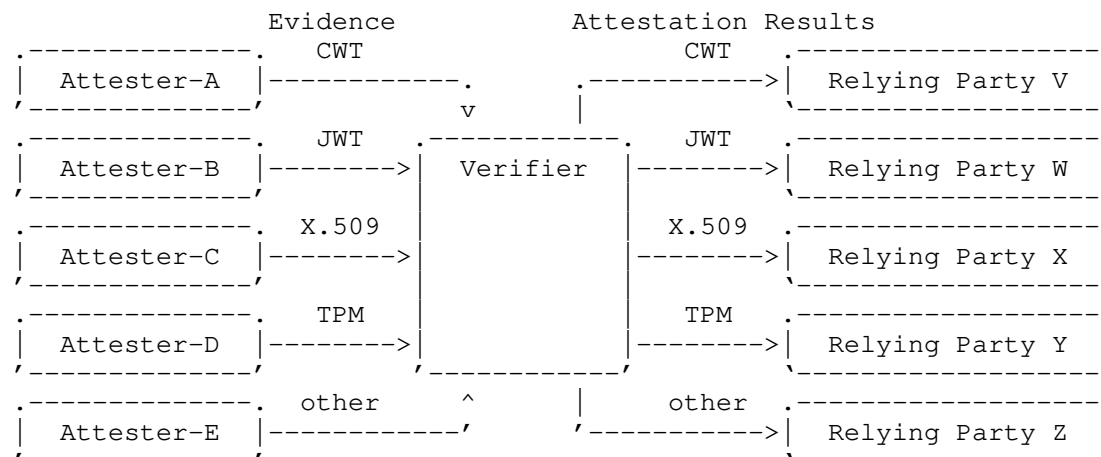 Evidence Attestation Results
CWT CWT
Attester-A Relying Party V
v
JWT JWT
Attester-B Verifier Relying Party W
X.509 X.509
Attester-C Relying Party X
TPM TPM
Attester-D Relying Party Y
other ^ other
Attester-E Relying Party Z